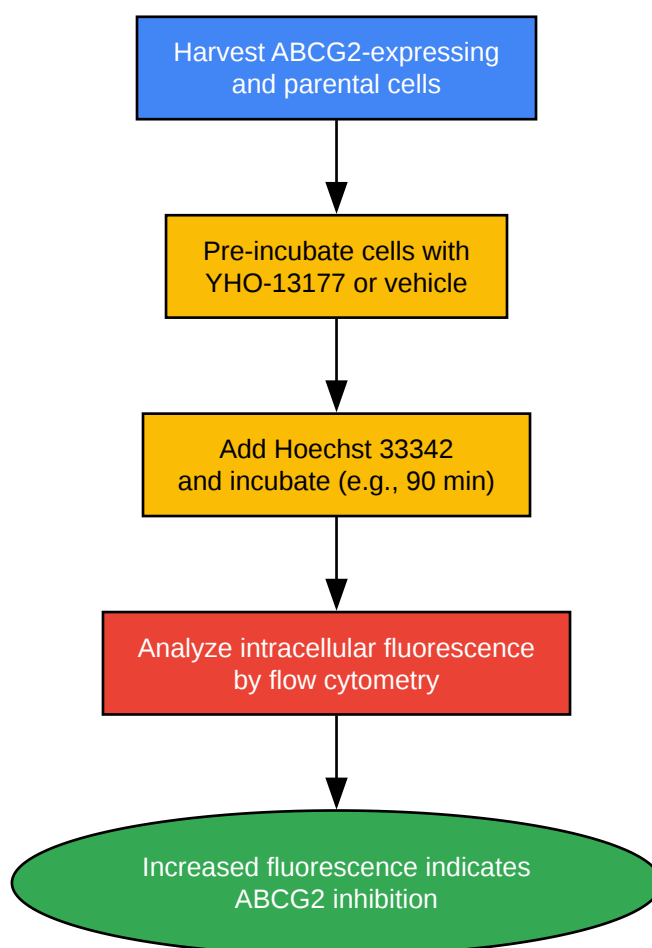 Harvest ABCG2-expressing
and parental cells
Pre-incubate cells with
YHO-13177 or vehicle
Add Hoechst 33342
and incubate (e.g., 90 min)
Analyze intracellular fluorescence
by flow cytometry
Increased fluorescence indicates
ABCG2 inhibition